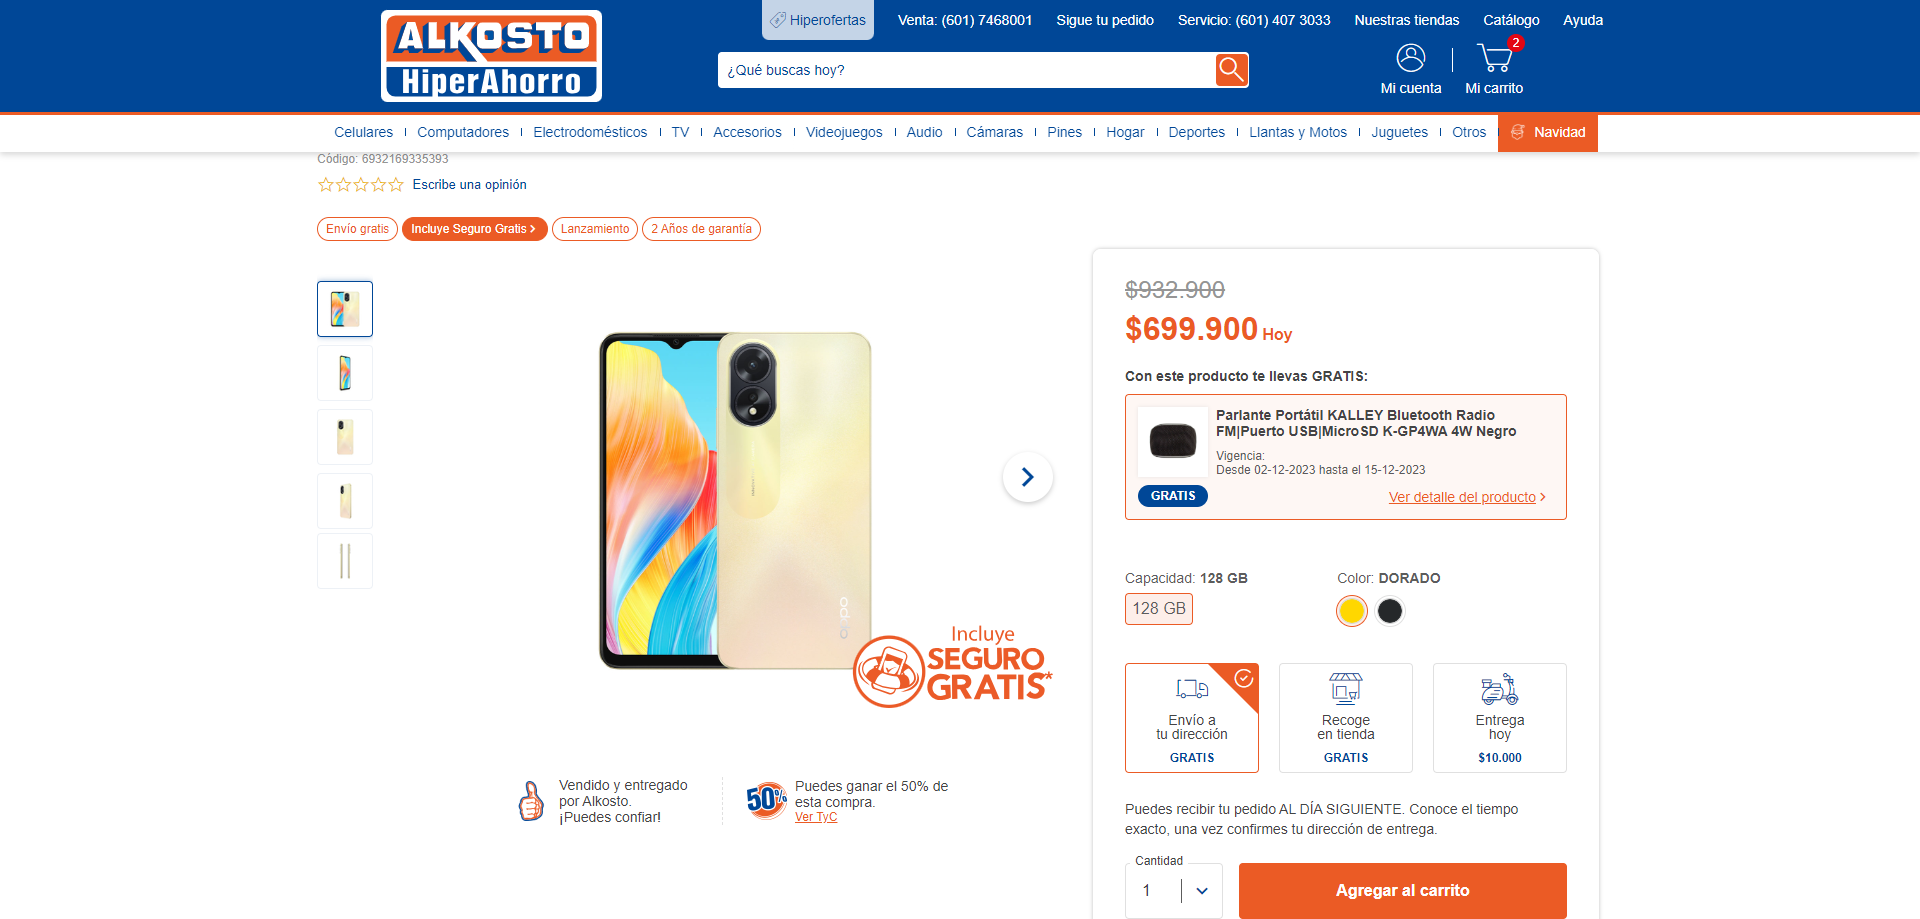 Hiperofertas
Venta: (601) 7468001
Sigue tu pedido
Servicio: (601) 407 3033
Nuestras tiendas
Catálogo
Ayuda
ALKOSTO
HiperAhorro
¿Qué buscas hoy?
2
Mi cuenta
Mi carrito
Celulares
Computadores
Electrodomésticos
TV
Accesorios
Videojuegos
Audio
Cámaras
Pines
Hogar
Deportes
Llantas y Motos
Juguetes
Otros
Navidad
Código: 6932169335393
Escribe una opinión
Envío gratis
Incluye Seguro Gratis >
Lanzamiento
2 Años de garantía
oppo
Incluye
SEGURO
GRATIS*
Vendido y entregado
por Alkosto.
¡Puedes confiar!
50%
Puedes ganar el 50% de
esta compra.
Ver TyC
$932.900
$699.900 Hoy
Con este producto te llevas GRATIS:
Parlante Portátil KALLEY Bluetooth Radio
FM|Puerto USB|MicroSD K-GP4WA 4W Negro
Vigencia:
Desde 02-12-2023 hasta el 15-12-2023
GRATIS
Ver detalle del producto >
Capacidad: 128 GB
128 GB
Color: DORADO
Envío a
tu dirección
GRATIS
Recoge
en tienda
GRATIS
Entrega
hoy
$10.000
Puedes recibir tu pedido AL DÍA SIGUIENTE. Conoce el tiempo
exacto, una vez confirmes tu dirección de entrega.
Cantidad
1
Agregar al carrito